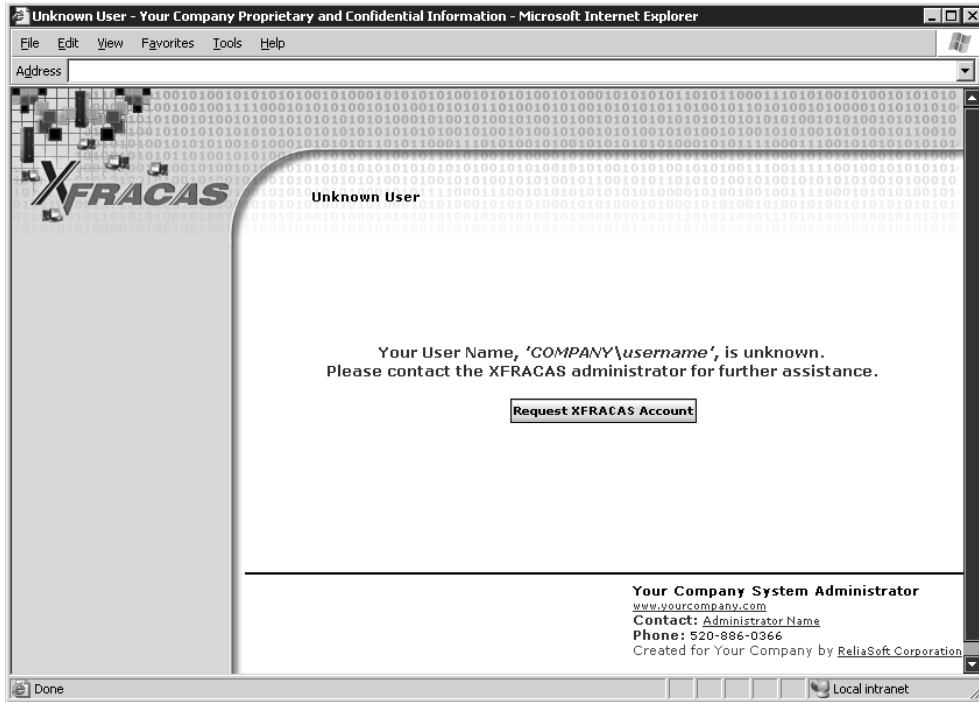 Unknown User - Your Company Proprietary and Confidential Information - Microsoft Internet Explorer
File Edit View Favorites Tools Help
Address
XFRACAS
Unknown User
Your User Name, 'COMPANY\username', is unknown.
Please contact the XFRACAS administrator for further assistance.
Request XFRACAS Account
Your Company System Administrator
www.yourcompany.com
Contact: Administrator Name
Phone: 520-886-0366
Created for Your Company by ReliaSoft Corporation
Done Local intranet